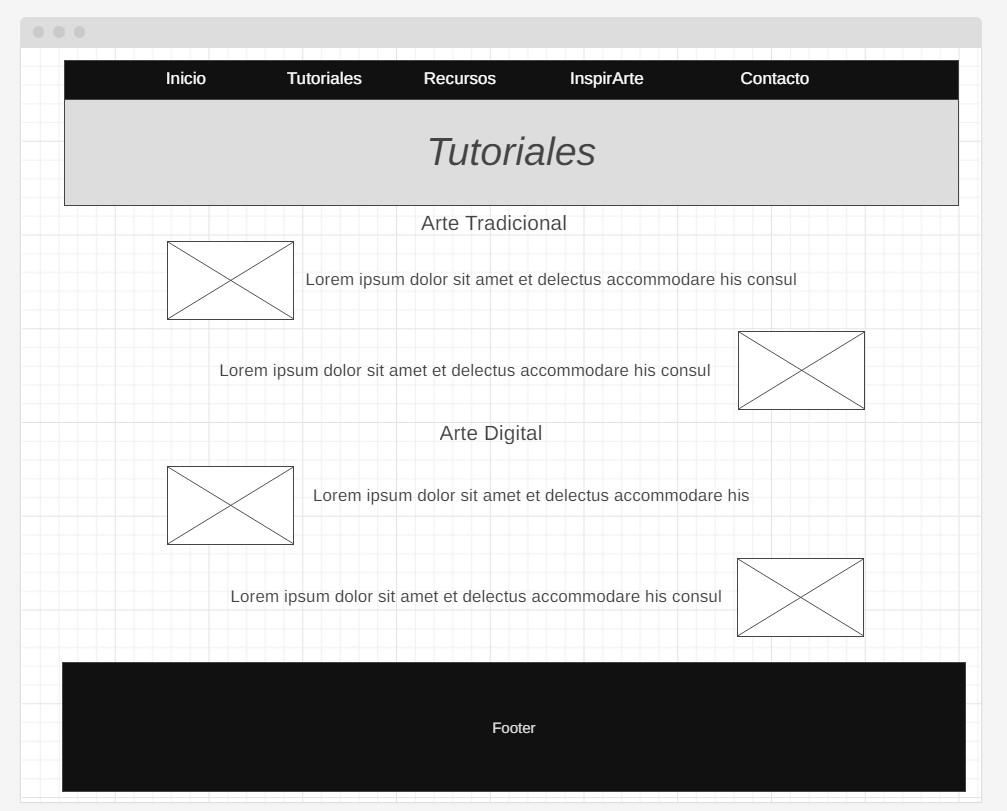 Inicio Tutoriales Recursos InspirArte Contacto
Tutoriales
Arte Tradicional
Lorem ipsum dolor sit amet et delectus accommodare his consul
Lorem ipsum dolor sit amet et delectus accommodare his consul
Arte Digital
Lorem ipsum dolor sit amet et delectus accommodare his
Lorem ipsum dolor sit amet et delectus accommodare his consul
Footer